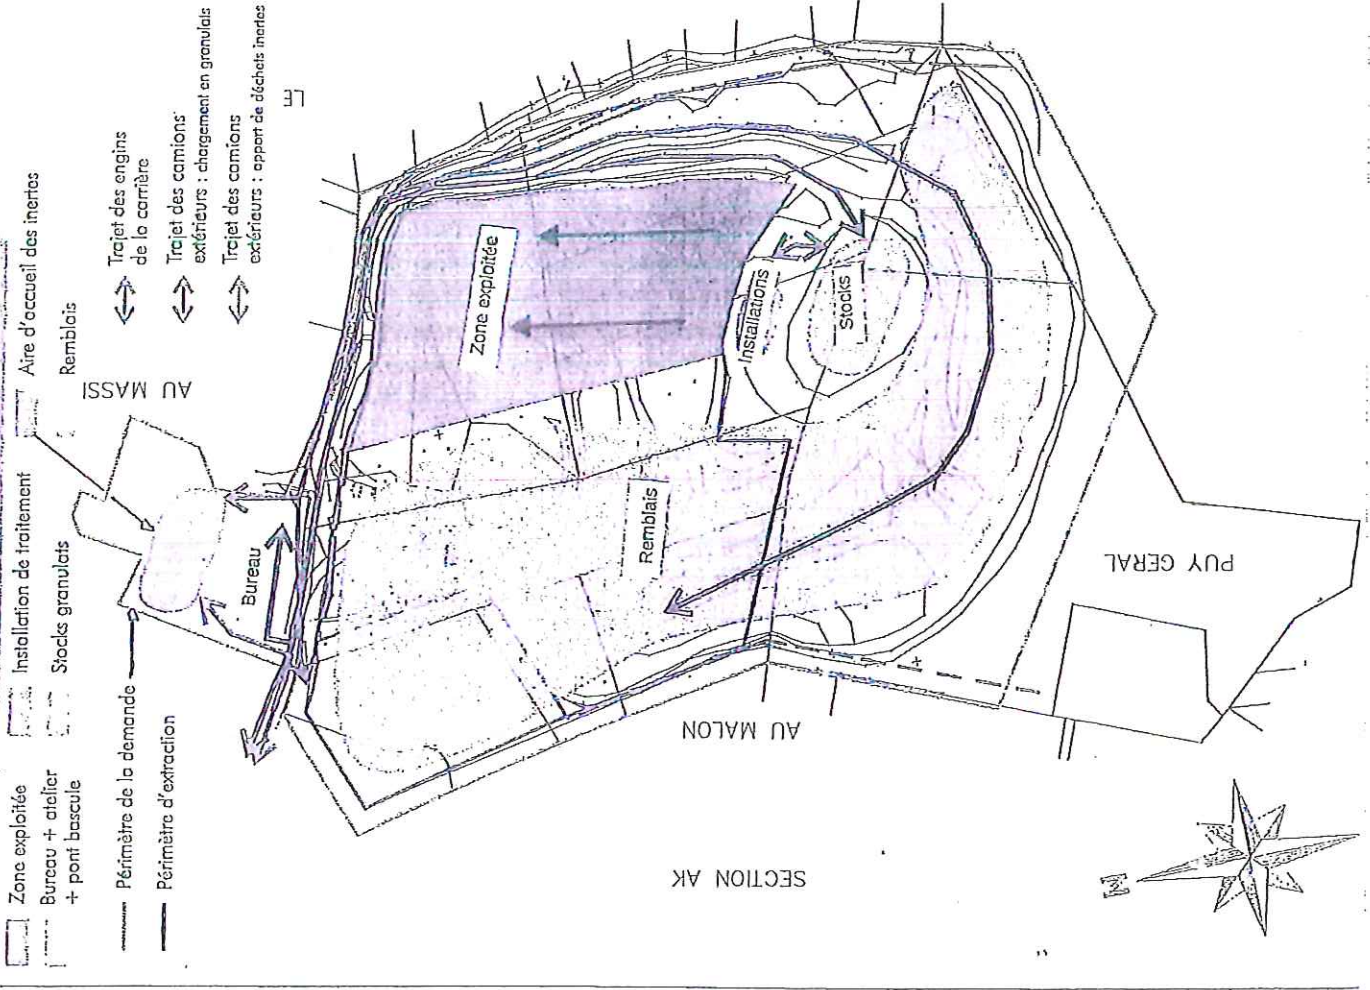 Zone exploitée
Bureau + atelier
+ pont bascule
Installation de traitement
Stocks granulats
Aire d'accueil des inertes
Remblais
Périmètre de la demande
Périmètre d'extraction
Trajet des engins
de la carrière
Trajet des camions
extérieurs : chargement en granulais
Trajet des camions
extérieurs : apport de déchets inertes
LE
AU MASSI
Bureau
Zone exploitée
Installations
Stocks
Remblais
AU MALON
PUY GERAL
SECTION AK